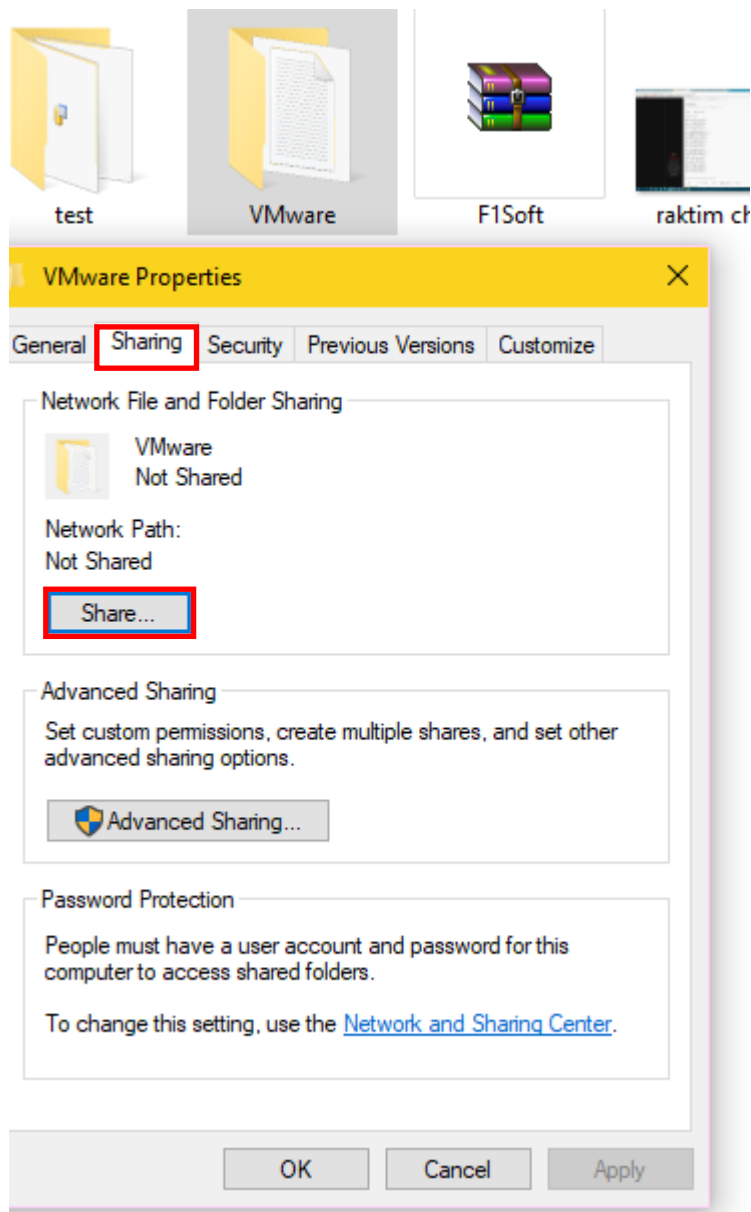 test
VMware
F1Soft
raktim ch
VMware Properties
General
Sharing
Security
Previous Versions
Customize
Network File and Folder Sharing
VMware
Not Shared
Network Path:
Not Shared
Share...
Advanced Sharing
Set custom permissions, create multiple shares, and set other
advanced sharing options.
Advanced Sharing...
Password Protection
People must have a user account and password for this
computer to access shared folders.
To change this setting, use the Network and Sharing Center.
OK
Cancel
Apply